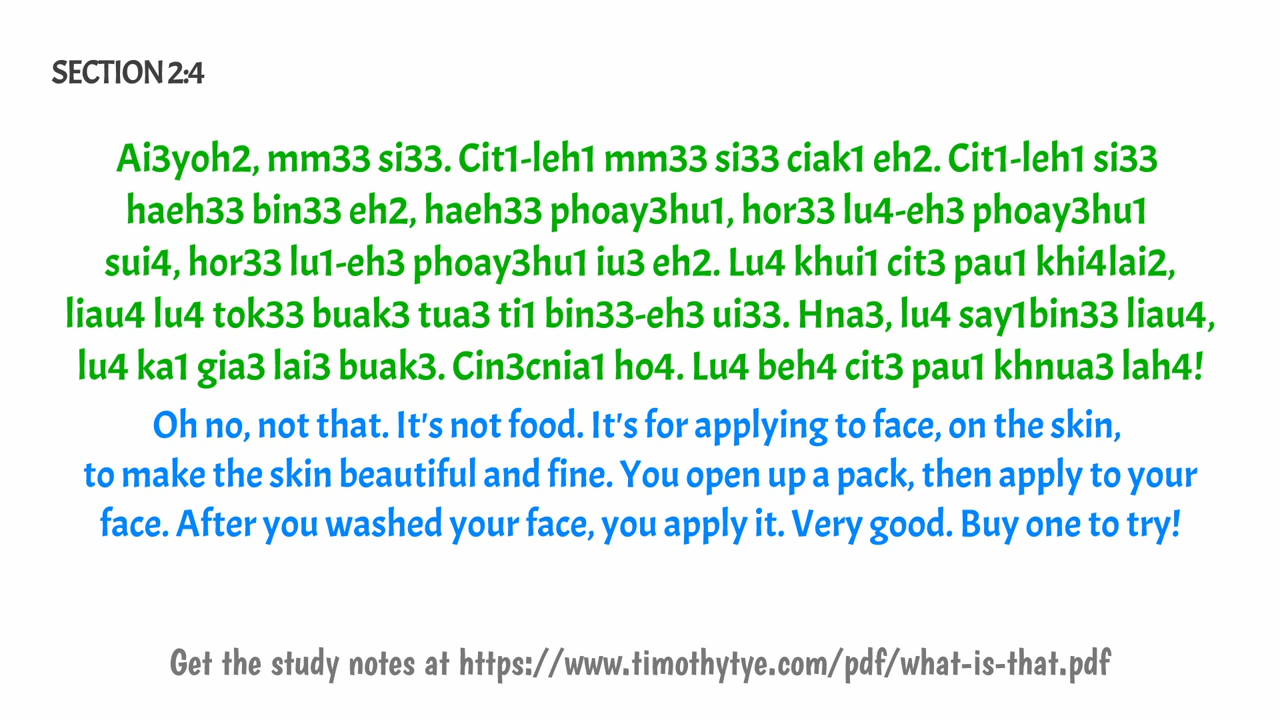 SECTION 2:4
Ai3yoh2, mm33 si33. Cit1-leh1 mm33 si33 ciak1 eh2. Cit1-leh1 si33
haeh33 bin33 eh2, haeh33 phoay3hu1, hor33 lu4-eh3 phoay3hu1
sui4, hor33 lu1-eh3 phoay3hu1 iu3 eh2. Lu4 khui1 cit3 pau1 khi4lai2,
liau4 lu4 tok33 buak3 tua3 ti1 bin33-eh3 ui33. Hna3, lu4 say1bin33 liau4,
lu4 ka1 gia3 lai3 buak3. Cin3cnia1 ho4. Lu4 beh4 cit3 pau1 khnua3 lah4!
Oh no, not that. It's not food. It's for applying to face, on the skin,
to make the skin beautiful and fine. You open up a pack, then apply to your
face. After you washed your face, you apply it. Very good. Buy one to try!
Get the study notes at https://www.timothytye.com/pdf/what-is-that.pdf